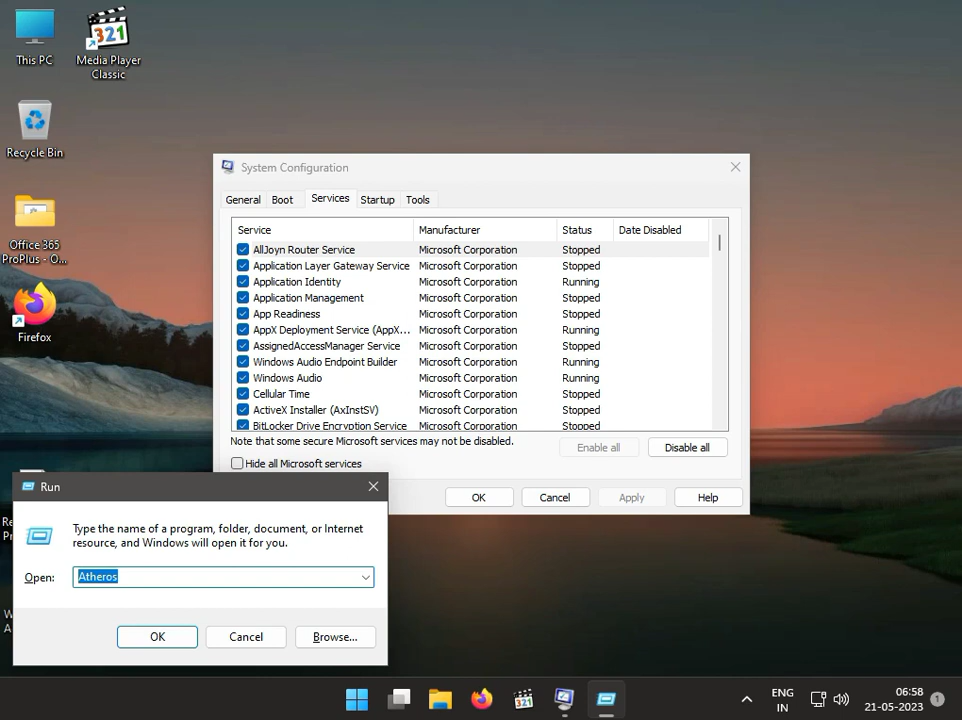 This PC
321
Media Player
Classic
Recycle Bin
Office 365
ProPlus - O...
Firefox
System Configuration
General Boot Services Startup Tools
Service Manufacturer Status Date Disabled
AllJoyn Router Service Microsoft Corporation Stopped
Application Layer Gateway Service Microsoft Corporation Stopped
Application Identity Microsoft Corporation Running
Application Management Microsoft Corporation Stopped
App Readiness Microsoft Corporation Stopped
AppX Deployment Service (AppX... Microsoft Corporation Running
AssignedAccessManager Service Microsoft Corporation Stopped
Windows Audio Endpoint Builder Microsoft Corporation Running
Windows Audio Microsoft Corporation Running
Cellular Time Microsoft Corporation Stopped
ActiveX Installer (AxInstSV) Microsoft Corporation Stopped
BitLocker Drive Encryption Service Microsoft Corporation Stopped
Note that some secure Microsoft services may not be disabled.
Enable all Disable all
Hide all Microsoft services
OK Cancel Apply Help
Run
Type the name of a program, folder, document, or Internet
resource, and Windows will open it for you.
Open: Atheros
OK Cancel Browse...
321
ENG
IN
06:58
21-05-2023
1